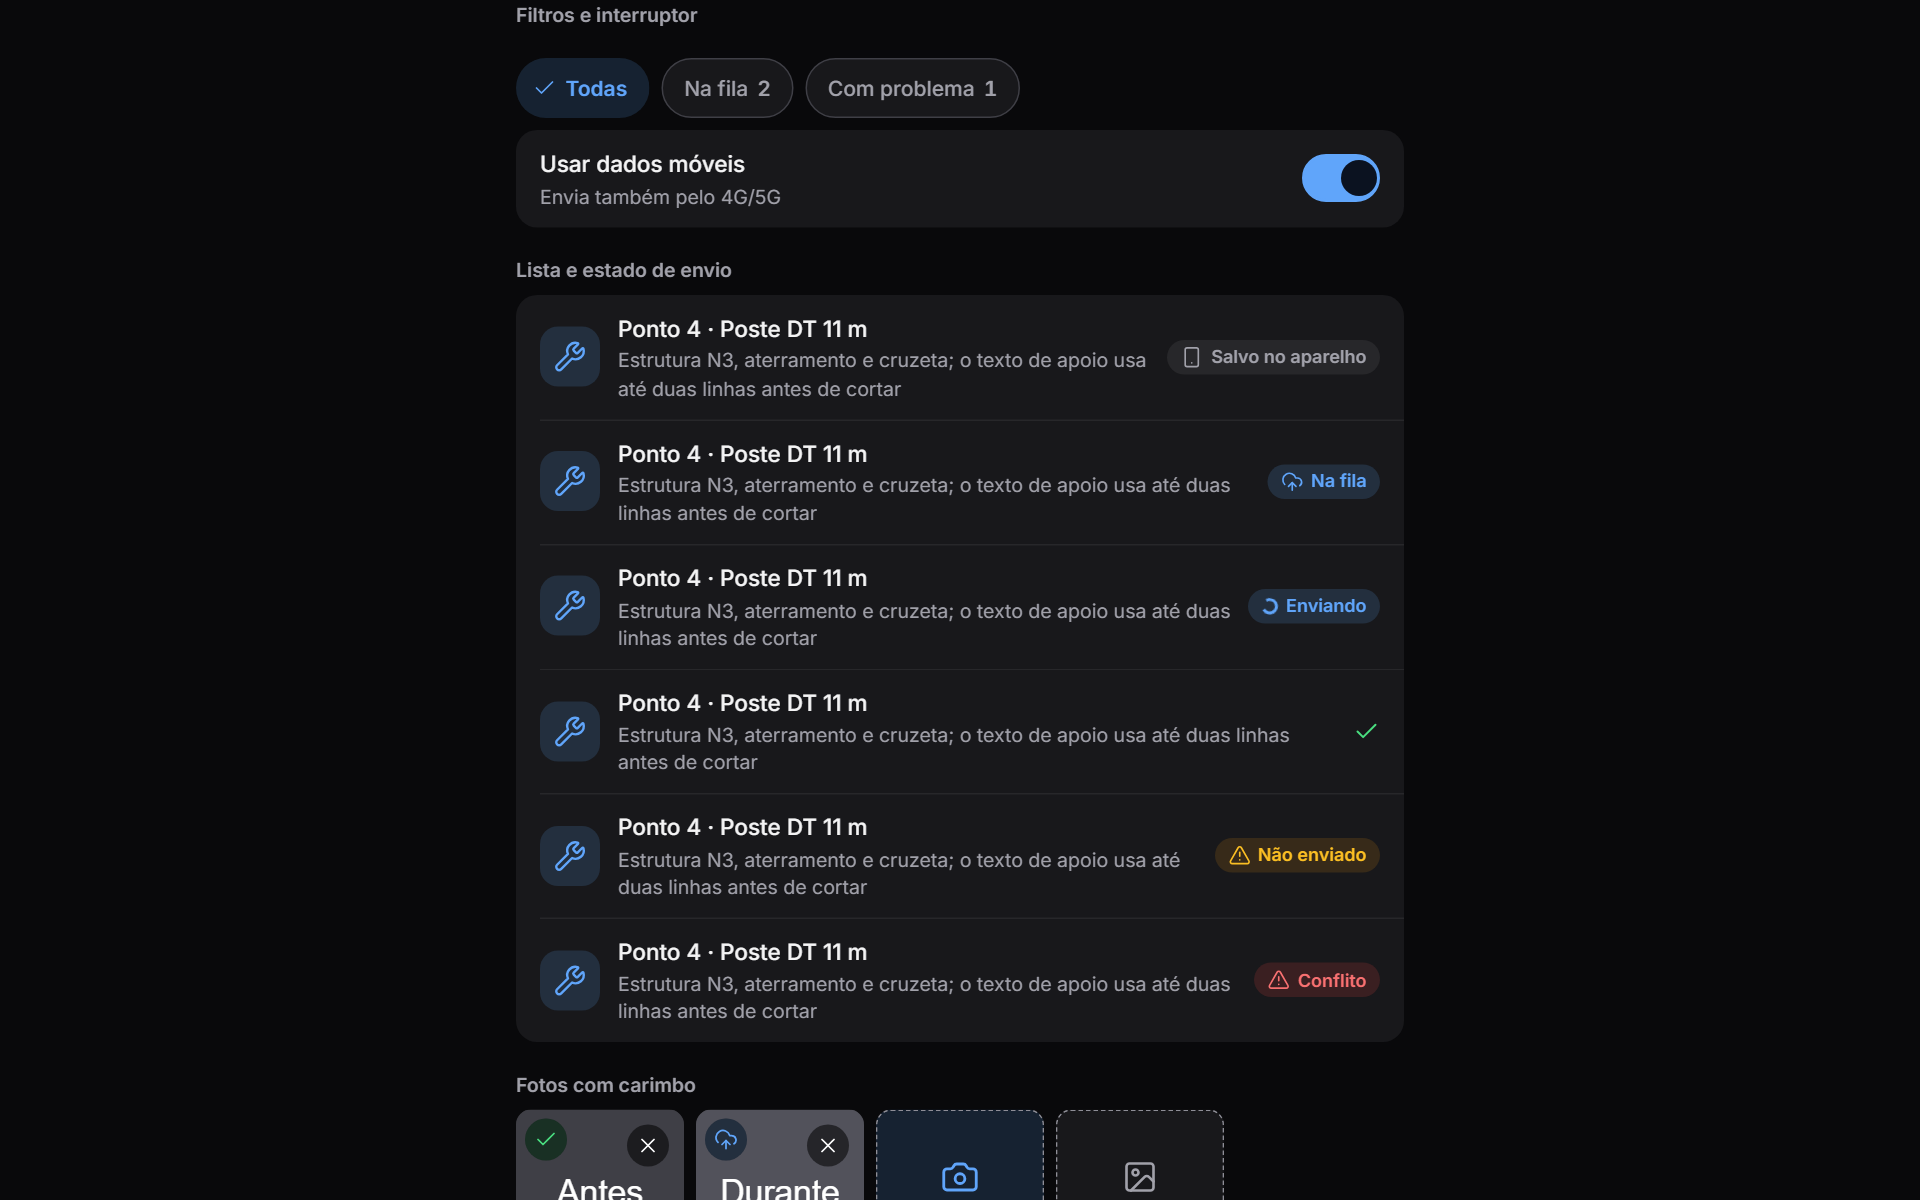 Filtros e interruptor
Todas
Na fila 2
Com problema 1
Usar dados móveis
Envia também pelo 4G/5G
Lista e estado de envio
Ponto 4 · Poste DT 11 m
Estrutura N3, aterramento e cruzeta; o texto de apoio usa
até duas linhas antes de cortar
Salvo no aparelho
Ponto 4 · Poste DT 11 m
Estrutura N3, aterramento e cruzeta; o texto de apoio usa até duas
linhas antes de cortar
Na fila
Ponto 4 · Poste DT 11 m
Estrutura N3, aterramento e cruzeta; o texto de apoio usa até duas
linhas antes de cortar
Enviando
Ponto 4 · Poste DT 11 m
Estrutura N3, aterramento e cruzeta; o texto de apoio usa até duas linhas
antes de cortar
Ponto 4 · Poste DT 11 m
Estrutura N3, aterramento e cruzeta; o texto de apoio usa até
duas linhas antes de cortar
Não enviado
Ponto 4 · Poste DT 11 m
Estrutura N3, aterramento e cruzeta; o texto de apoio usa até duas
linhas antes de cortar
Conflito
Fotos com carimbo
Antes
Durante